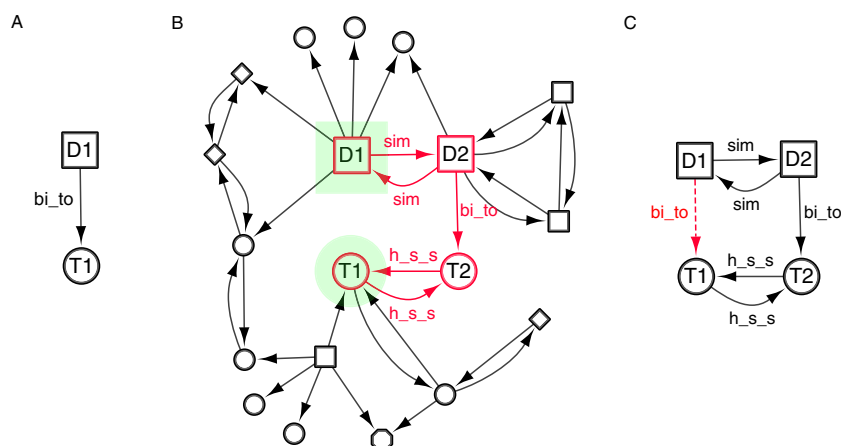 A
B
C
D1
bi_to
T1
D1
sim
D2
sim
bi_to
T1
h_s_s
T2
h_s_s
D1
sim
D2
sim
bi_to
bi_to
T1
h_s_s
T2
h_s_s